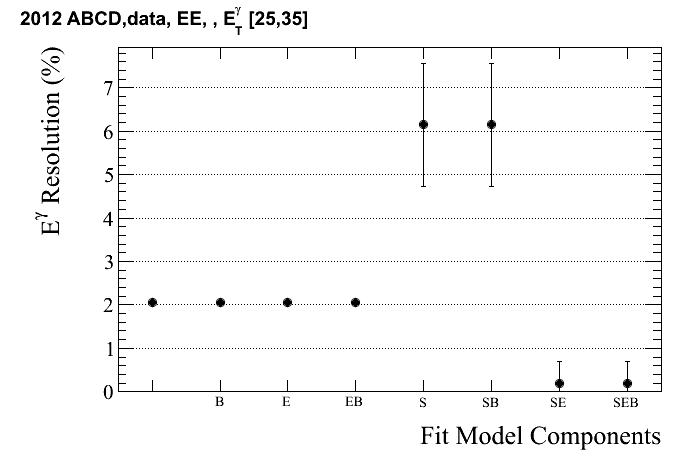 2012 ABCD,data, EE, , E_T^γ [25,35]
E^γ Resolution (%)
7
6
5
4
3
2
1
0
B E EB S SB SE SEB
Fit Model Components